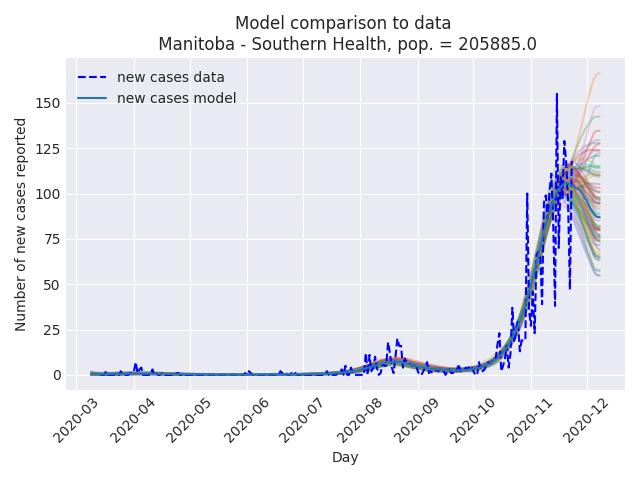 Model comparison to data
Manitoba - Southern Health, pop. = 205885.0
new cases data
new cases model
Number of new cases reported
150
125
100
75
50
25
0
2020-03
2020-04
2020-05
2020-06
2020-07
2020-08
2020-09
2020-10
2020-11
2020-12
Day